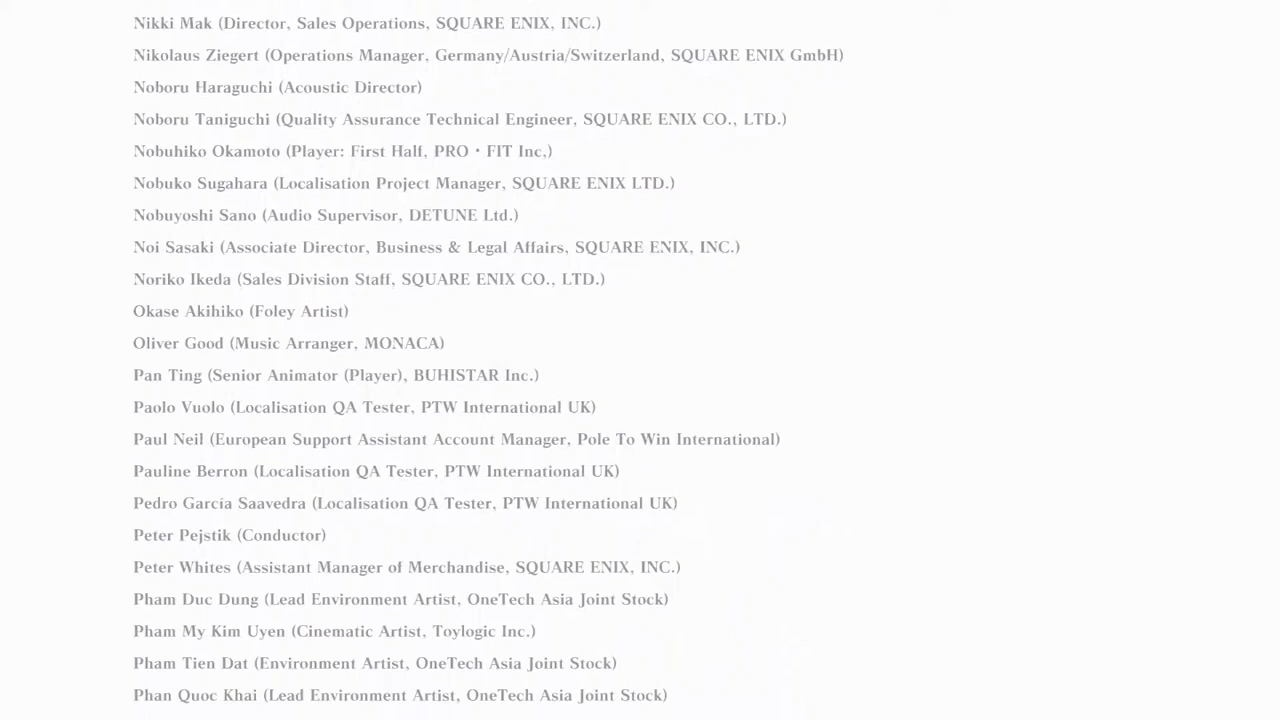 Nikki Mak (Director, Sales Operations, SQUARE ENIX, INC.)
Nikolaus Ziegert (Operations Manager, Germany/Austria/Switzerland, SQUARE ENIX GmbH)
Noboru Haraguchi (Acoustic Director)
Noboru Taniguchi (Quality Assurance Technical Engineer, SQUARE ENIX CO., LTD.)
Nobuhiko Okamoto (Player: First Half, PRO・FIT Inc,)
Nobuko Sugahara (Localisation Project Manager, SQUARE ENIX LTD.)
Nobuyoshi Sano (Audio Supervisor, DETUNE Ltd.)
Noi Sasaki (Associate Director, Business & Legal Affairs, SQUARE ENIX, INC.)
Noriko Ikeda (Sales Division Staff, SQUARE ENIX CO., LTD.)
Okase Akihiko (Foley Artist)
Oliver Good (Music Arranger, MONACA)
Pan Ting (Senior Animator (Player), BUHISTAR Inc.)
Paolo Vuolo (Localisation QA Tester, PTW International UK)
Paul Neil (European Support Assistant Account Manager, Pole To Win International)
Pauline Berron (Localisation QA Tester, PTW International UK)
Pedro García Saavedra (Localisation QA Tester, PTW International UK)
Peter Pejstik (Conductor)
Peter Whites (Assistant Manager of Merchandise, SQUARE ENIX, INC.)
Pham Duc Dung (Lead Environment Artist, OneTech Asia Joint Stock)
Pham My Kim Uyen (Cinematic Artist, Toylogic Inc.)
Pham Tien Dat (Environment Artist, OneTech Asia Joint Stock)
Phan Quoc Khai (Lead Environment Artist, OneTech Asia Joint Stock)